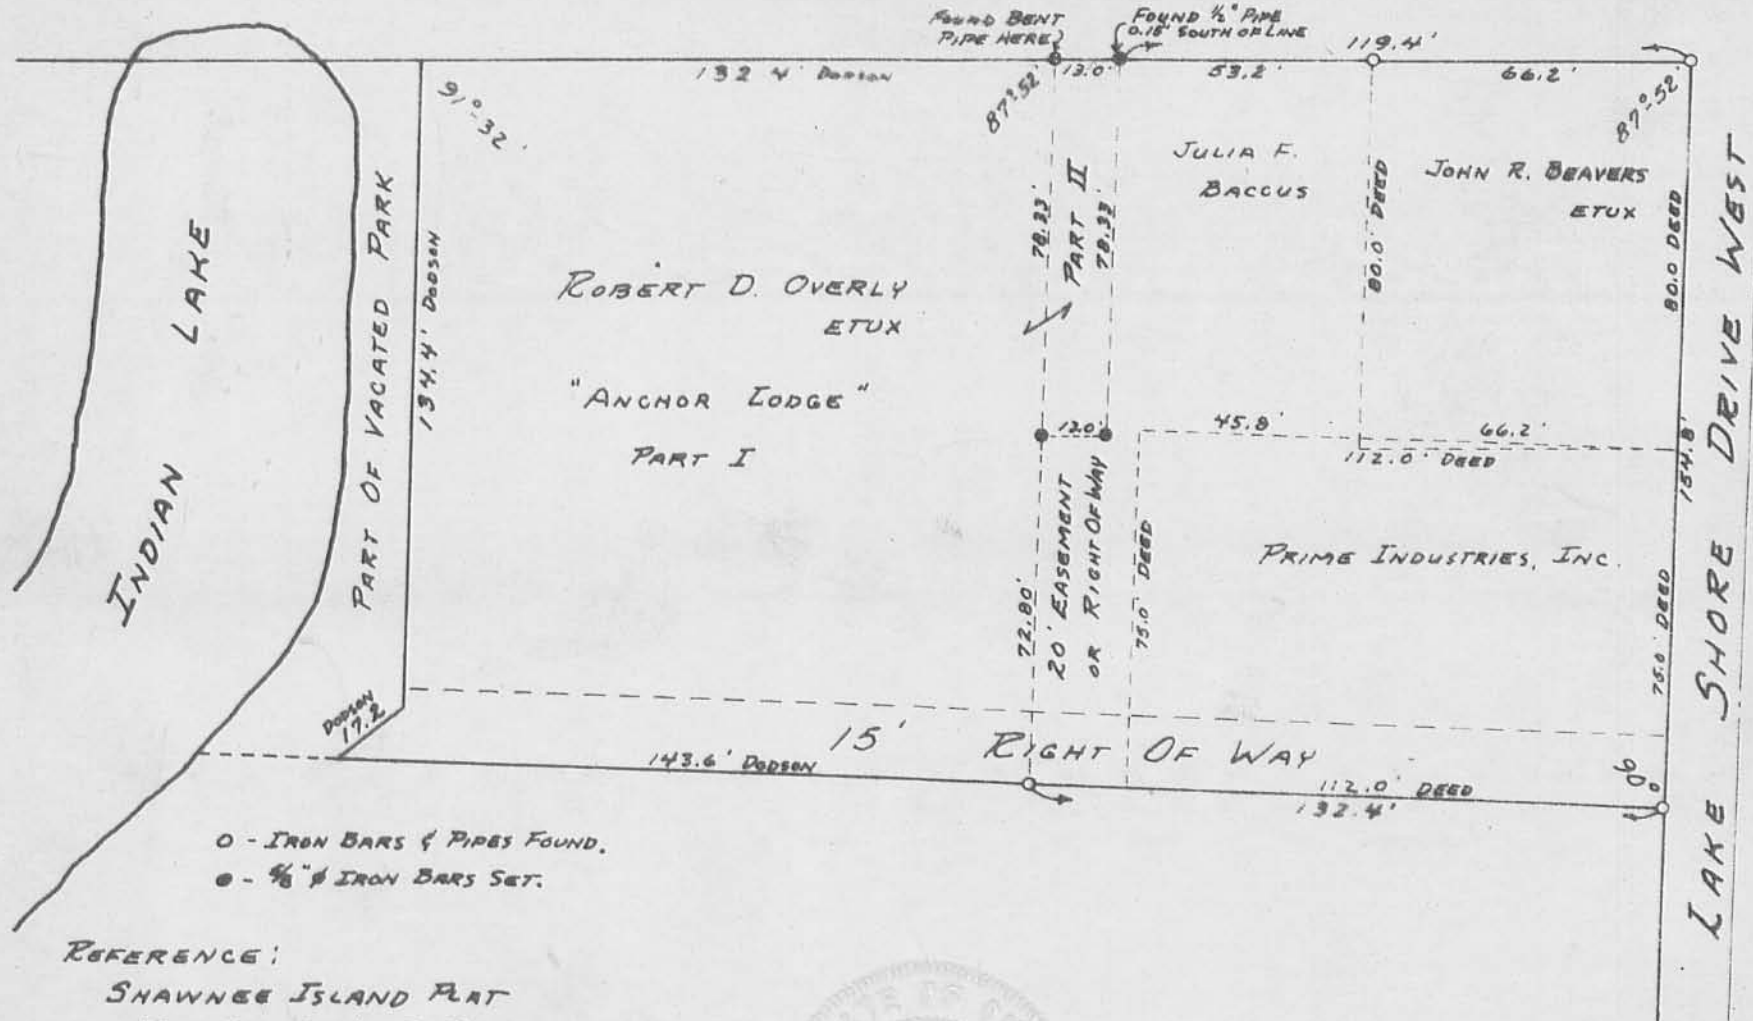 FOUND BENT
PIPE HERE
FOUND ½" PIPE
0.15' SOUTH OF LINE
119.4'
132.4' DODSON
13.0'
53.2'
66.2'
91°-32'
87°-52'
87°-52'
INDIAN LAKE
PART OF VACATED PARK
134.4' DODSON
ROBERT D. OVERLY
ETUX
"ANCHOR LODGE"
PART I
78.33'
PART II
78.33'
JULIA F.
BACCUS
80.0' DEED
JOHN R. BEAVERS
ETUX
80.0 DEED
LAKE SHORE DRIVE WEST
13.0'
45.8'
66.2'
112.0' DEED
154.8'
72.80'
20' EASEMENT
OR RIGHT OF WAY
75.0' DEED
PRIME INDUSTRIES, INC.
75.0' DEED
DODSON
17.2
15' RIGHT OF WAY
143.6' DODSON
112.0' DEED
132.4'
90°
O - IRON BARS & PIPES FOUND.
● - 5/8" Ø IRON BARS SET.
REFERENCE:
SHAWNEE ISLAND PLAT